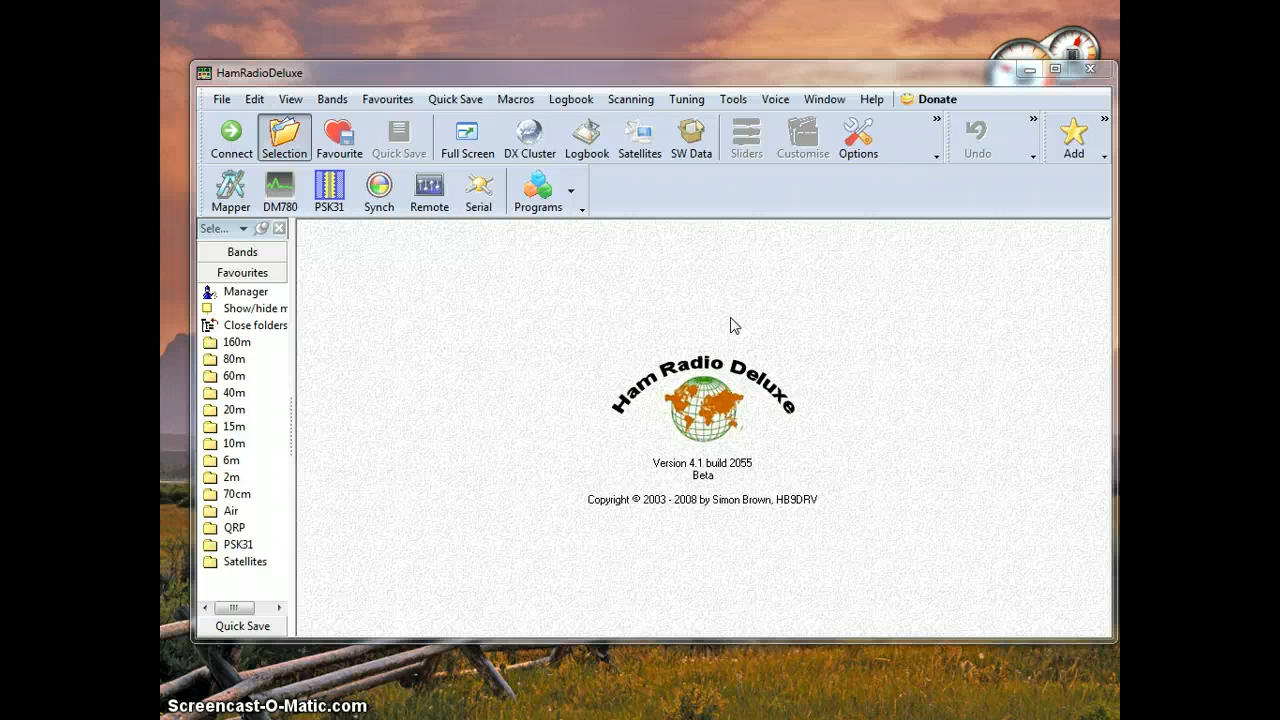 HamRadioDeluxe
File Edit View Bands Favourites Quick Save Macros Logbook Scanning Tuning Tools Voice Window Help Donate
Connect Selection Favourite Quick Save Full Screen DX Cluster Logbook Satellites SW Data Sliders Customise Options Undo Add
Mapper DM780 PSK31 Synch Remote Serial Programs
Sele...
Bands
Favourites
Manager
Show/hide m
Close folders
160m
80m
60m
40m
20m
15m
10m
6m
2m
70cm
Air
QRP
PSK31
Satellites
Quick Save
Ham Radio Deluxe
Version 4.1 build 2055
Beta
Copyright © 2003 - 2008 by Simon Brown, HB9DRV
Screencast-O-Matic.com